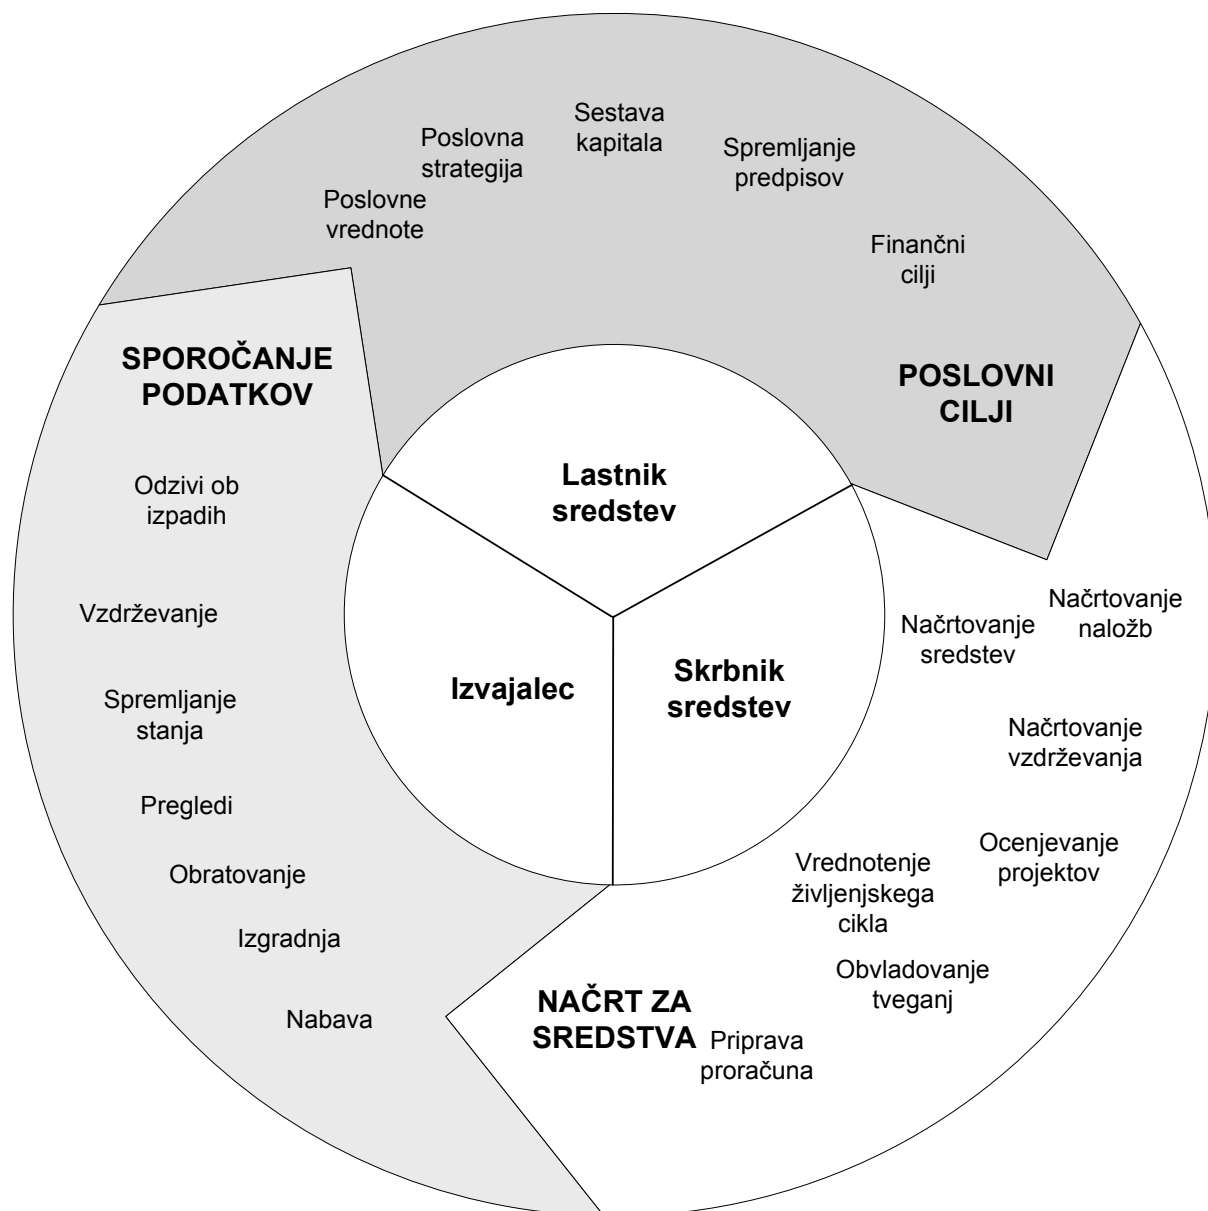 Sestava
kapitala
Poslovna
strategija
Spremljanje
predpisov
Poslovne
vrednote
Finančni
cilji
SPOROČANJE
PODATKOV
POSLOVNI
CILJI
Lastnik
sredstev
Odzivi ob
izpadih
Vzdrževanje
Načrtovanje
naložb
Načrtovanje
sredstev
Izvajalec
Skrbnik
sredstev
Spremljanje
stanja
Načrtovanje
vzdrževanja
Pregledi
Ocenjevanje
projektov
Obratovanje
Vrednotenje
življenjskega
cikla
Izgradnja
Obvladovanje
tveganj
Nabava
NAČRT ZA
SREDSTVA
Priprava
proračuna